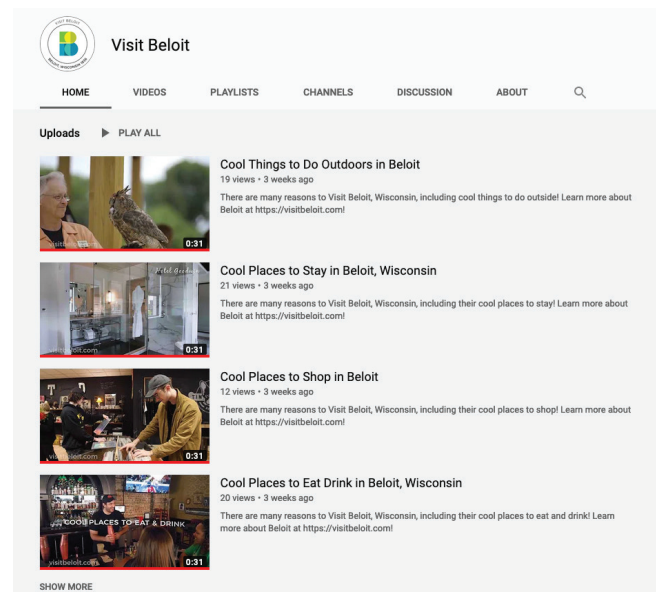 VISIT BELOIT
Visit Beloit
HOME VIDEOS PLAYLISTS CHANNELS DISCUSSION ABOUT
Uploads PLAY ALL
Cool Things to Do Outdoors in Beloit
19 views • 3 weeks ago
There are many reasons to Visit Beloit, Wisconsin, including cool things to do outside! Learn more about
Beloit at https://visitbeloit.com!
visitbeloit.com
0:31
Cool Places to Stay in Beloit, Wisconsin
21 views • 3 weeks ago
There are many reasons to Visit Beloit, Wisconsin, including their cool places to stay! Learn more about
Beloit at https://visitbeloit.com!
visitbeloit.com
0:31
Cool Places to Shop in Beloit
12 views • 3 weeks ago
There are many reasons to Visit Beloit, Wisconsin, including their cool places to shop! Learn more about
Beloit at https://visitbeloit.com!
visitbeloit.com
0:31
Cool Places to Eat Drink in Beloit, Wisconsin
20 views • 3 weeks ago
There are many reasons to Visit Beloit, Wisconsin, including their cool places to eat and drink! Learn
more about Beloit at https://visitbeloit.com!
COOL PLACES TO EAT & DRINK
visitbeloit.com
0:31
SHOW MORE